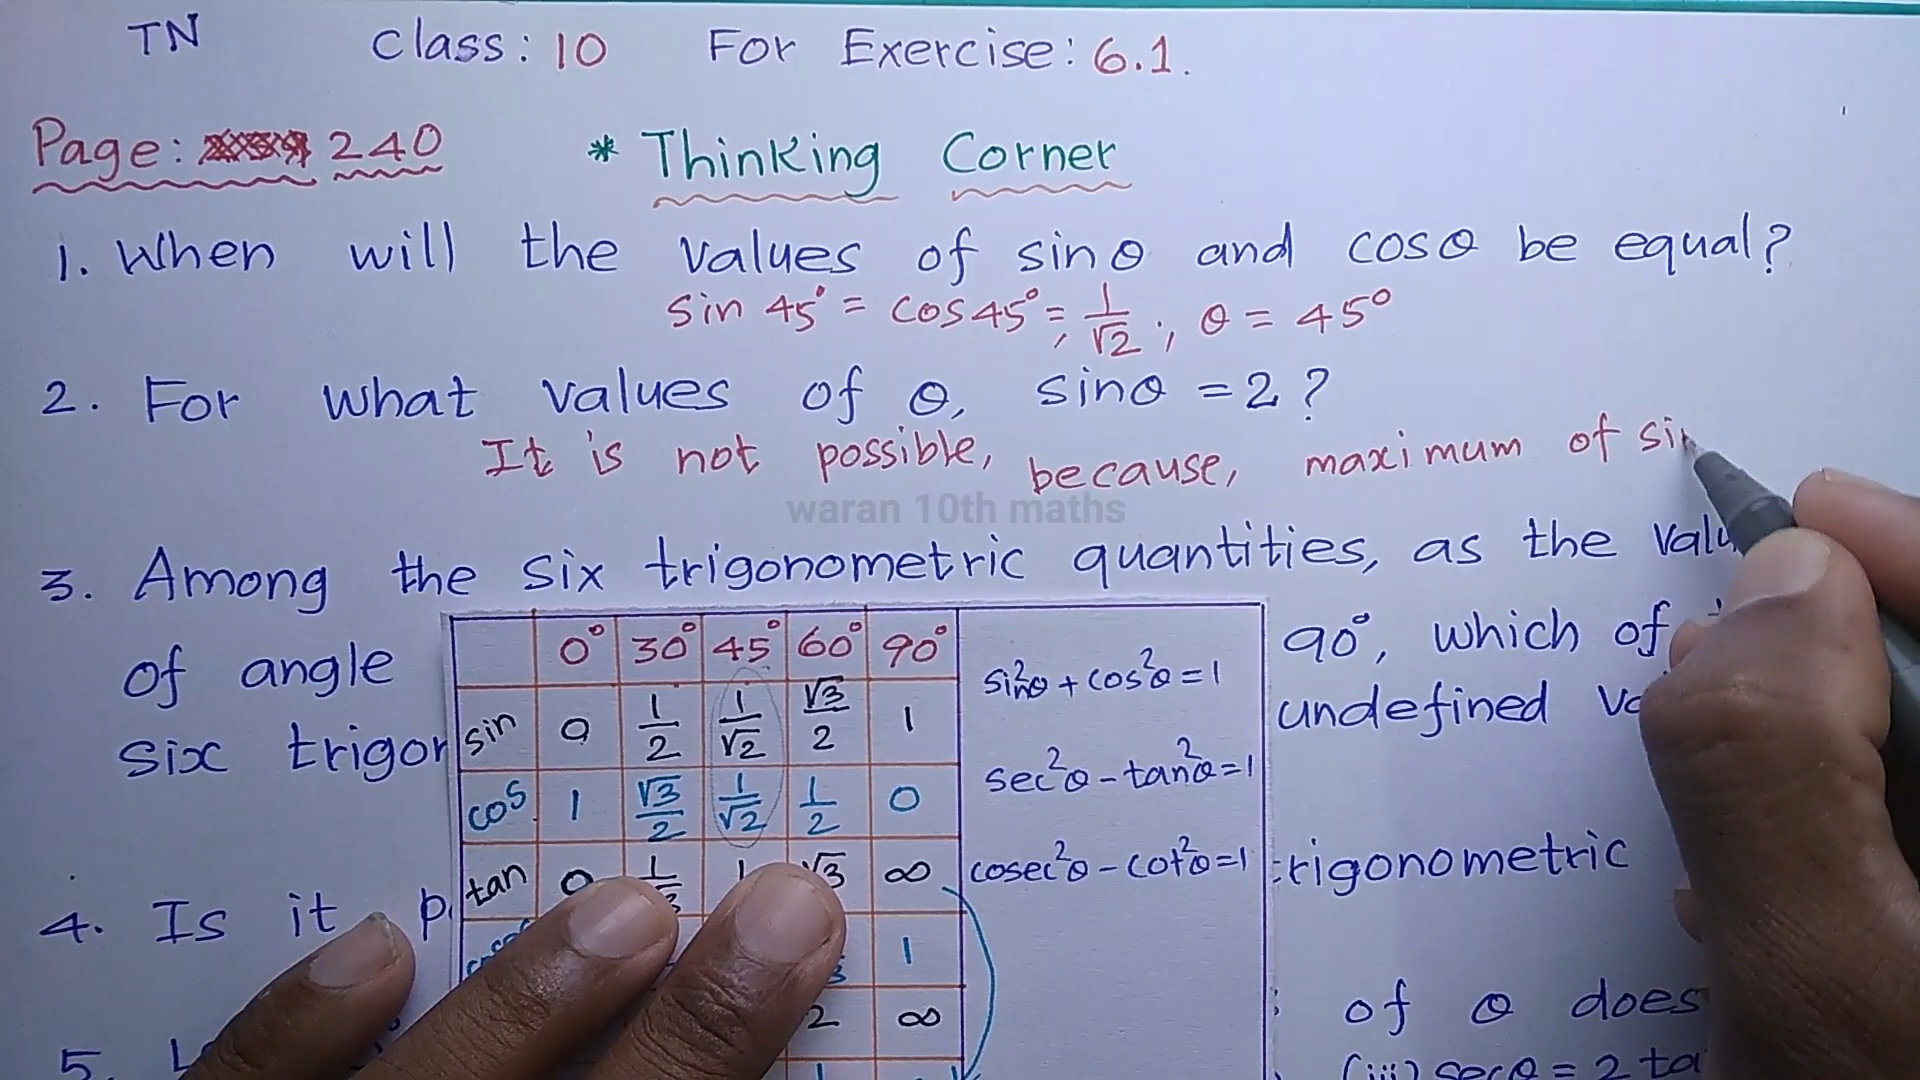 TN Class: 10 For Exercise: 6.1.
Page: 240 * Thinking Corner
1. When will the values of sinθ and cosθ be equal?
sin 45° = cos45° = 1/√2 ; θ = 45°
2. For what values of θ, sinθ = 2?
It is not possible, because, maximum of
waran 10th maths
3. Among the six trigonometric quantities, as the
of angle 90°, which of
six undefined
4. Is it trigonometric
of θ does
5.
(iii) secθ = 2
0° 30° 45° 60° 90°
sin 0 1/2 1/√2 √3/2 1
cos 1 √3/2 1/√2 1/2 0
tan 0 1 √3 ∞
1
2 ∞
sin²θ + cos²θ = 1
sec²θ - tan²θ = 1
cosec²θ - cot²θ = 1